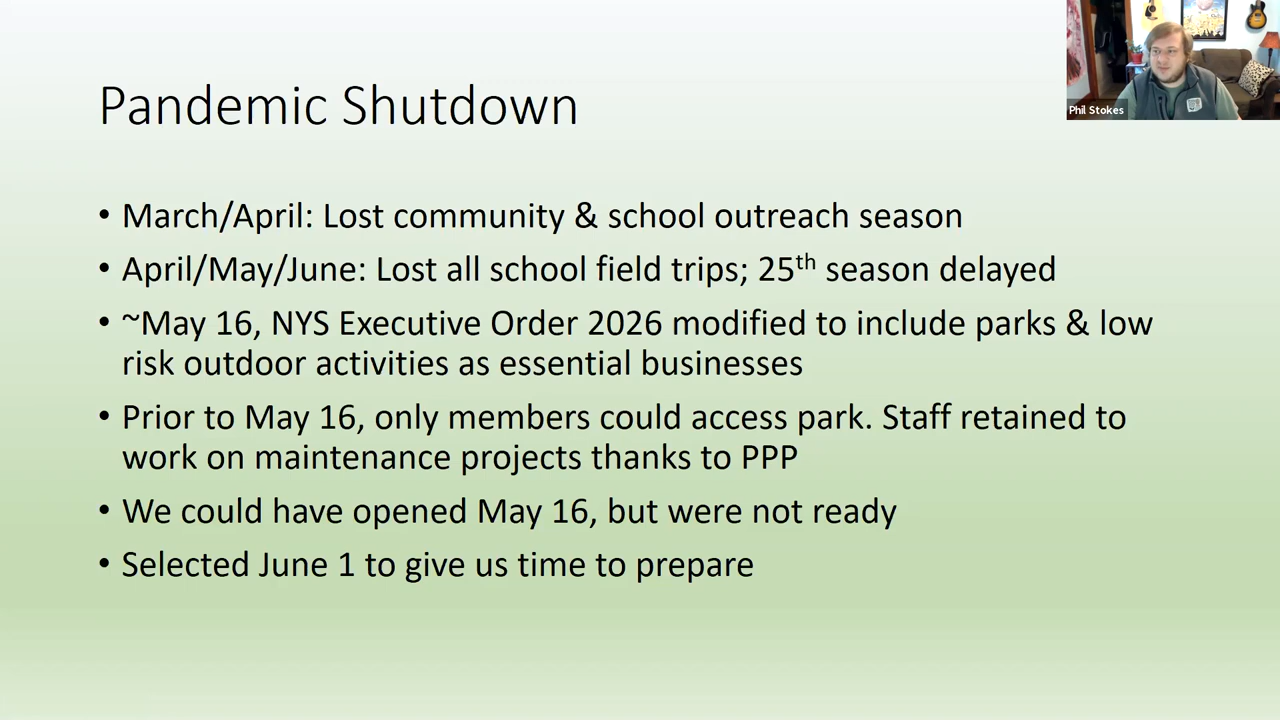 Pandemic Shutdown
Phil Stokes
• March/April: Lost community & school outreach season
• April/May/June: Lost all school field trips; 25th season delayed
• ~May 16, NYS Executive Order 2026 modified to include parks & low
risk outdoor activities as essential businesses
• Prior to May 16, only members could access park. Staff retained to
work on maintenance projects thanks to PPP
• We could have opened May 16, but were not ready
• Selected June 1 to give us time to prepare